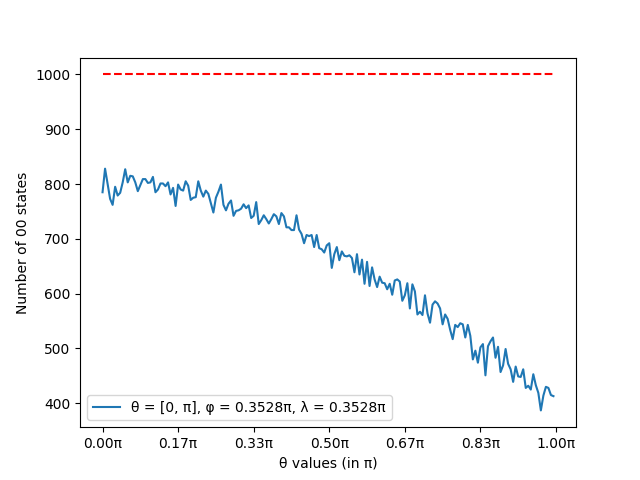 1000
900
800
700
600
500
400
Number of 00 states
θ = [0, π], φ = 0.3528π, λ = 0.3528π
0.00π 0.17π 0.33π 0.50π 0.67π 0.83π 1.00π
θ values (in π)